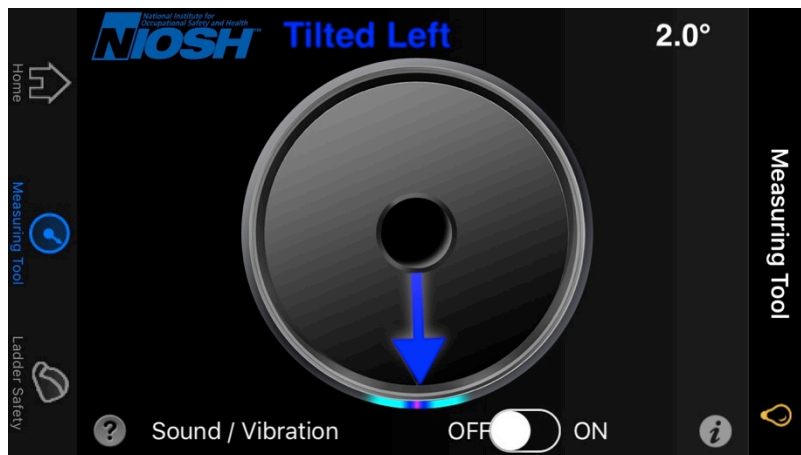 National Institute for
Occupational Safety and Health
NIOSH
Tilted Left
2.0°
Home
Measuring Tool
Ladder Safety
Measuring Tool
?
Sound / Vibration
OFF
ON
i